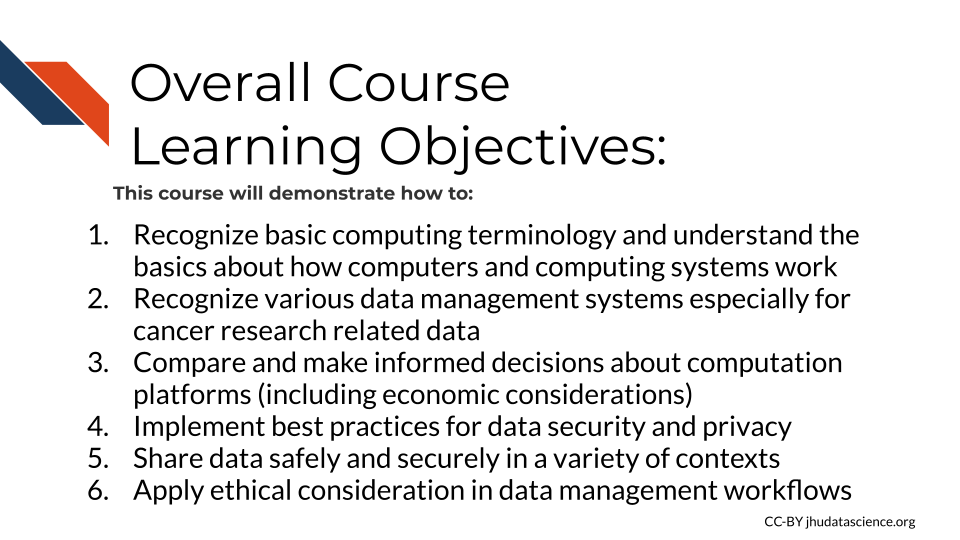 Overall Course
Learning Objectives:
This course will demonstrate how to:
1. Recognize basic computing terminology and understand the
basics about how computers and computing systems work
2. Recognize various data management systems especially for
cancer research related data
3. Compare and make informed decisions about computation
platforms (including economic considerations)
4. Implement best practices for data security and privacy
5. Share data safely and securely in a variety of contexts
6. Apply ethical consideration in data management workflows
CC-BY jhudatascience.org